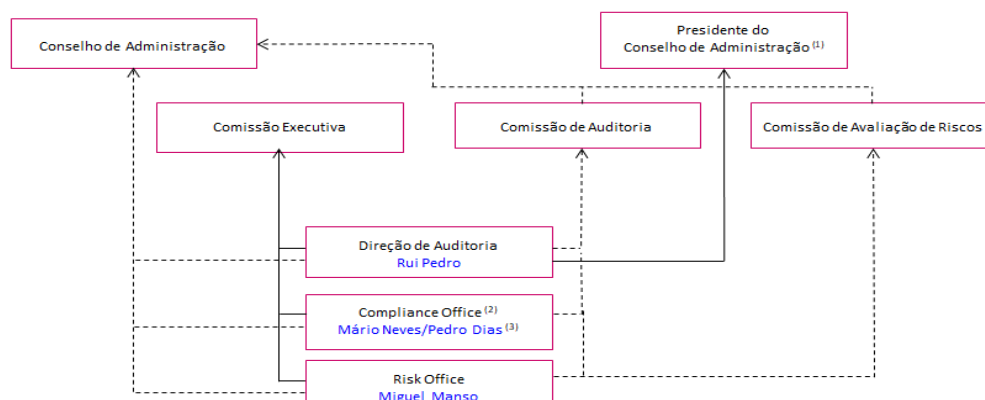 Conselho de Administração
Presidente do
Conselho de Administração (1)
Comissão Executiva
Comissão de Auditoria
Comissão de Avaliação de Riscos
Direção de Auditoria
Rui Pedro
Compliance Office (2)
Mário Neves/Pedro Dias (3)
Risk Office
Miguel Manso